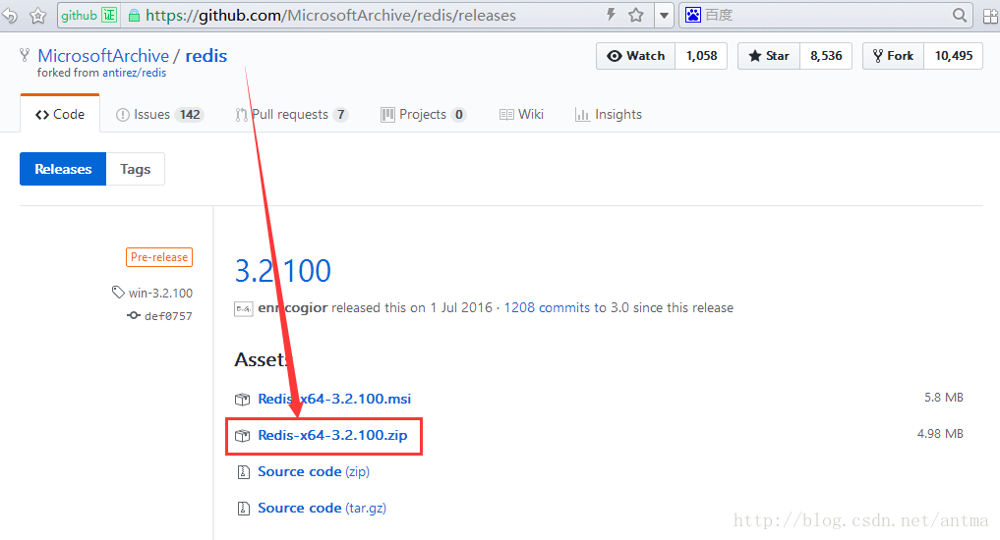 github 证 https://github.com/MicrosoftArchive/redis/releases 百度
MicrosoftArchive / redis Watch 1,058 Star 8,536 Fork 10,495
forked from antirez/redis
Code Issues 142 Pull requests 7 Projects 0 Wiki Insights
Releases Tags
Pre-release
win-3.2.100
def0757
3.2.100
enricogior released this on 1 Jul 2016 · 1208 commits to 3.0 since this release
Assets
Redis-x64-3.2.100.msi 5.8 MB
Redis-x64-3.2.100.zip 4.98 MB
Source code (zip)
Source code (tar.gz)
http://blog.csdn.net/antma